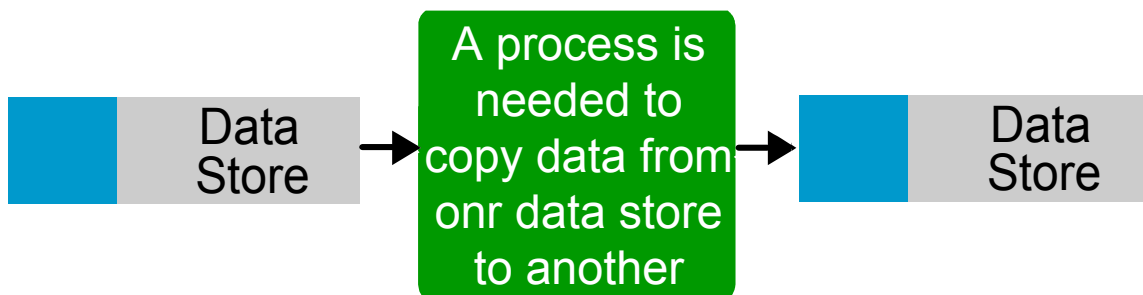 Data
Store
A process is
needed to
copy data from
onr data store
to another
Data
Store